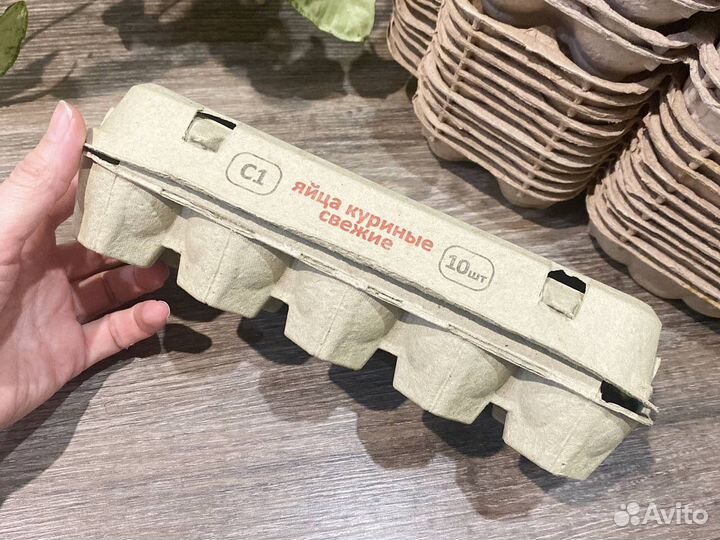 С1
яйца куриные
свежие
10шт
Avito